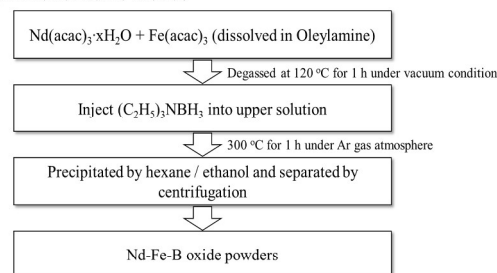 Nd(acac)₃·xH₂O + Fe(acac)₃ (dissolved in Oleylamine)
Degassed at 120 ºC for 1 h under vacuum condition
Inject (C₂H₅)₃NBH₃ into upper solution
300 ºC for 1 h under Ar gas atmosphere
Precipitated by hexane / ethanol and separated by
centrifugation
Nd-Fe-B oxide powders